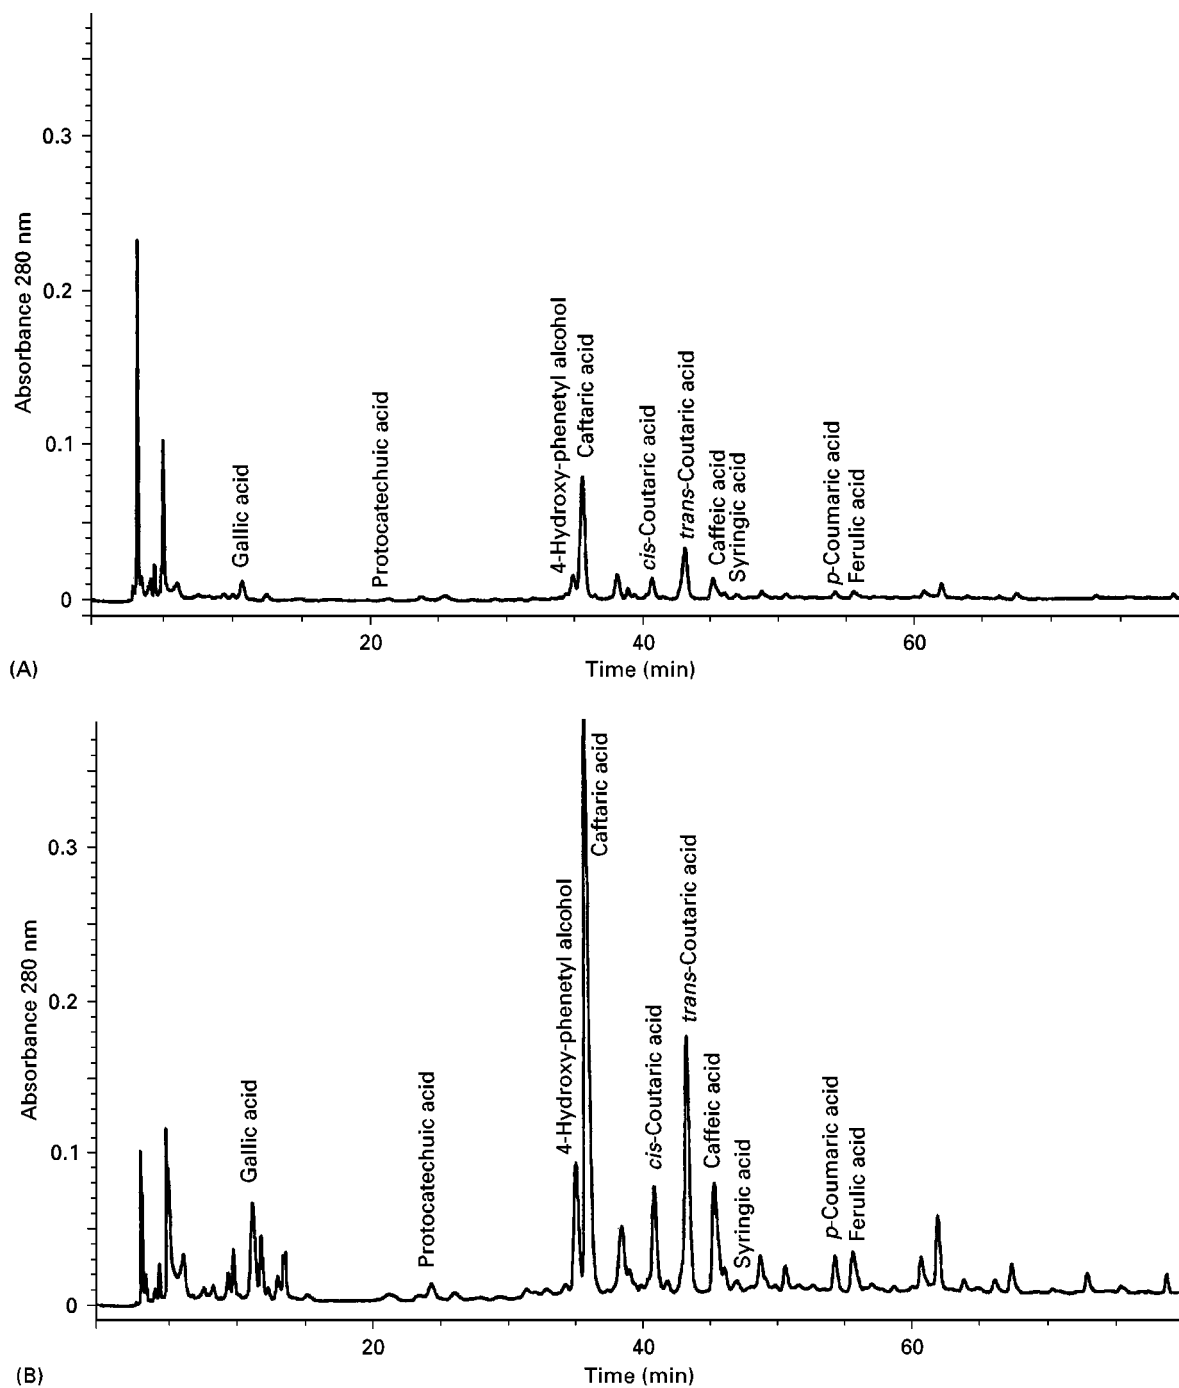 0.3
0.2
0.1
0
Absorbance 280 nm
Gallic acid
Protocatechuic acid
4-Hydroxy-phenetyl alcohol
Caftaric acid
cis-Coutaric acid
trans-Coutaric acid
Caffeic acid
Syringic acid
p-Coumaric acid
Ferulic acid
20
40
60
Time (min)
(A)
0.3
0.2
0.1
0
Absorbance 280 nm
Gallic acid
Protocatechuic acid
4-Hydroxy-phenetyl alcohol
Caftaric acid
cis-Coutaric acid
trans-Coutaric acid
Caffeic acid
Syringic acid
p-Coumaric acid
Ferulic acid
20
40
60
Time (min)
(B)